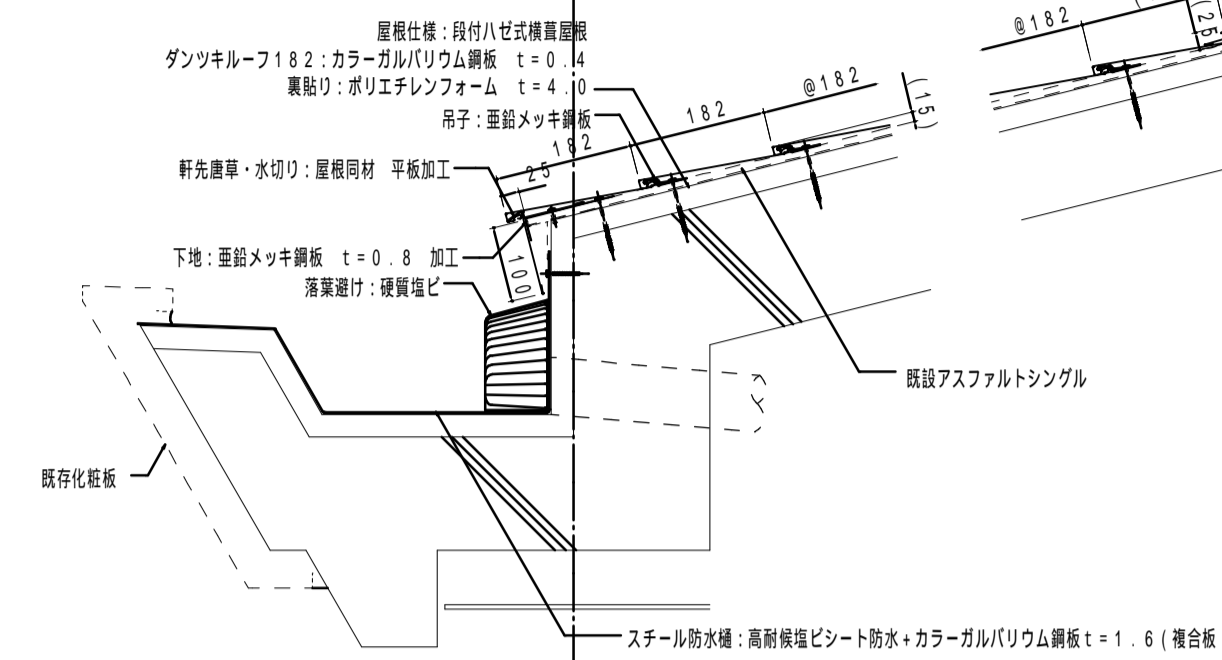 屋根仕様：段付ハゼ式横葺屋根
ダンツキルーフ182：カラーガルバリウム鋼板　t=0.4
裏貼り：ポリエチレンフォーム　t=4.0
吊子：亜鉛メッキ鋼板
軒先唐草・水切り：屋根同材　平板加工
下地：亜鉛メッキ鋼板　t=0.8　加工
落葉避け：硬質塩ビ
既存化粧板
25
182
182
@182
(15)
@182
(25
100
既設アスファルトシングル
スチール防水樋：高耐候塩ビシート防水+カラーガルバリウム鋼板t=1.6(複合板